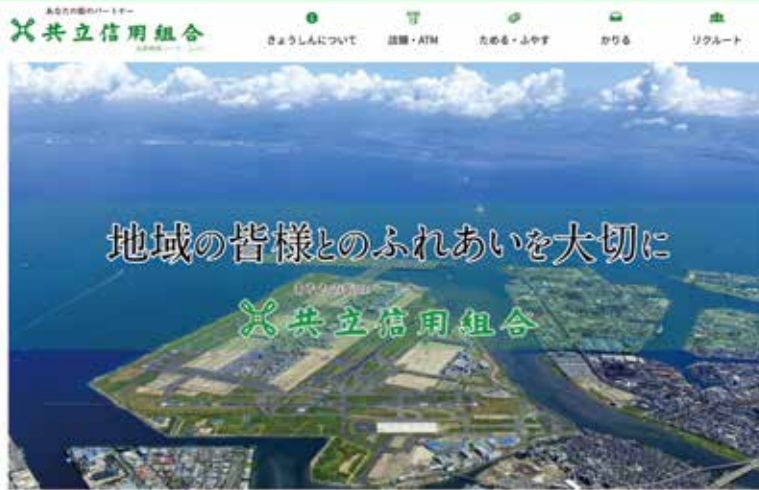 あなたの街のパートナー
共立信用組合
きょうしんについて
店舗・ATM
ためる・ふやす
かりる
リクルート
地域の皆様とのふれあいを大切に
共立信用組合